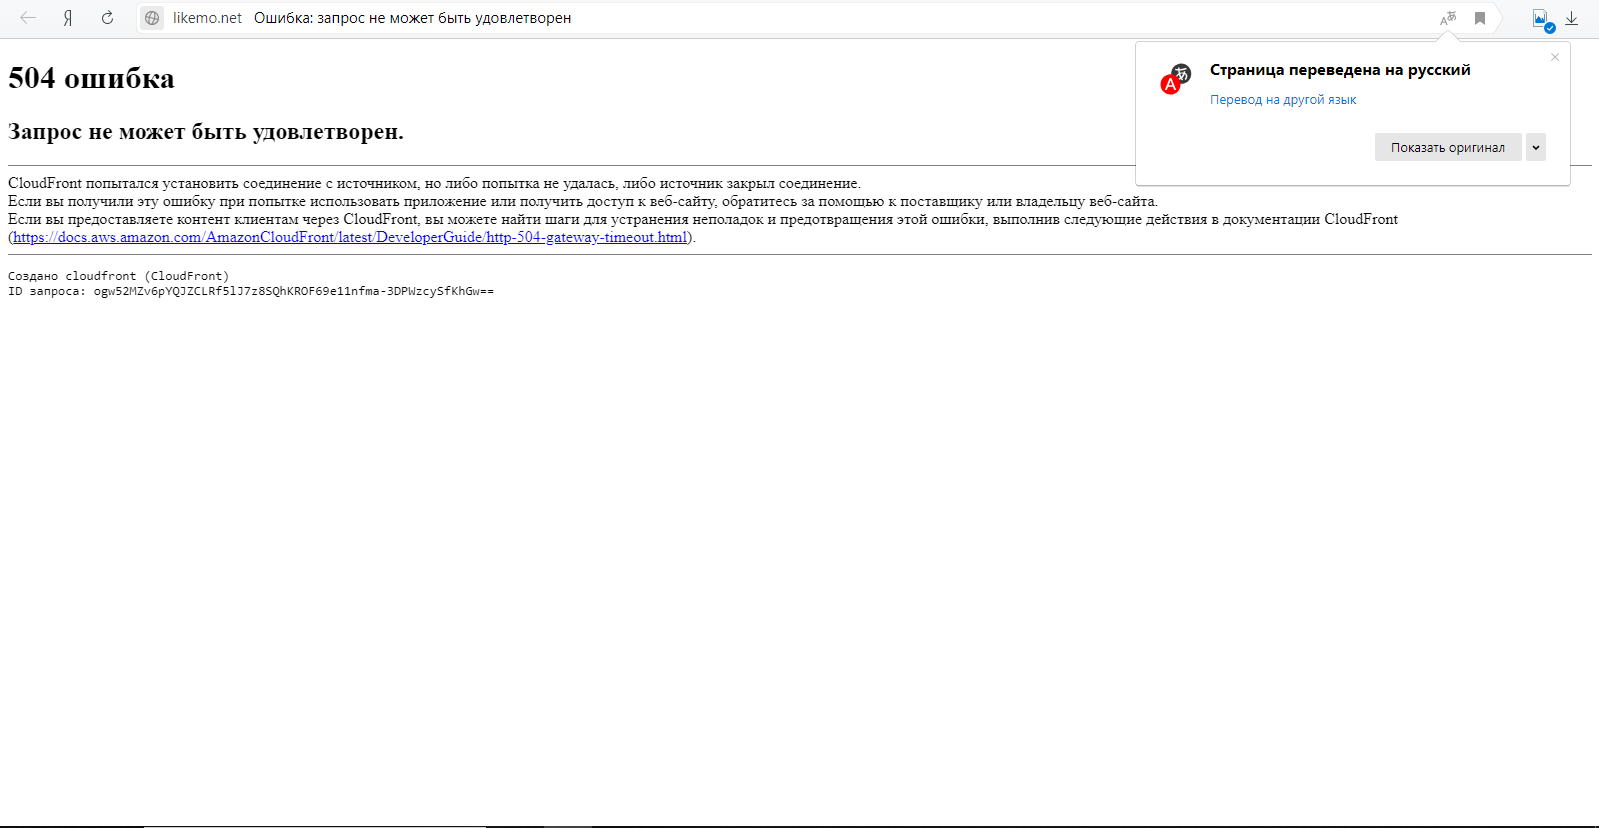 Я
likemo.net Ошибка: запрос не может быть удовлетворен
504 ошибка
Запрос не может быть удовлетворен.
Страница переведена на русский
Перевод на другой язык
Показать оригинал
CloudFront попытался установить соединение с источником, но либо попытка не удалась, либо источник закрыл соединение.
Если вы получили эту ошибку при попытке использовать приложение или получить доступ к веб-сайту, обратитесь за помощью к поставщику или владельцу веб-сайта.
Если вы предоставляете контент клиентам через CloudFront, вы можете найти шаги для устранения неполадок и предотвращения этой ошибки, выполнив следующие действия в документации CloudFront
(https://docs.aws.amazon.com/AmazonCloudFront/latest/DeveloperGuide/http-504-gateway-timeout.html).
Создано cloudfront (CloudFront)
ID запроса: ogw52MZv6pYQJZCLRf5lJ7z8SQhKROF69e11nfma-3DPWzcySfKhGw==